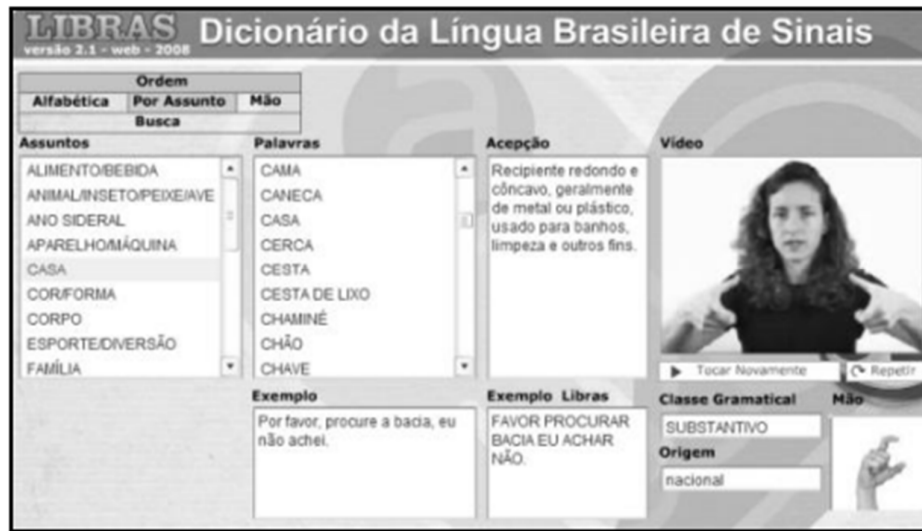 LIBRAS
versão 2.1 - web - 2008
Dicionário da Língua Brasileira de Sinais
Ordem
Alfabética Por Assunto Mão
Busca
Assuntos
ALIMENTO/BEBIDA
ANIMAL/INSETO/PEIXE/AVE
ANO SIDERAL
APARELHO/MÁQUINA
CASA
COR/FORMA
CORPO
ESPORTE/DIVERSÃO
FAMÍLIA
Palavras
CAMA
CANECA
CASA
CERCA
CESTA
CESTA DE LIXO
CHAMINÉ
CHÃO
CHAVE
Acepção
Recipiente redondo e
côncavo, geralmente
de metal ou plástico,
usado para banhos,
limpeza e outros fins.
Vídeo
Tocar Novamente
Repetir
Exemplo
Por favor, procure a bacia, eu
não achei.
Exemplo Libras
FAVOR PROCURAR
BACIA EU ACHAR
NÃO.
Classe Gramatical
SUBSTANTIVO
Origem
nacional
Mão